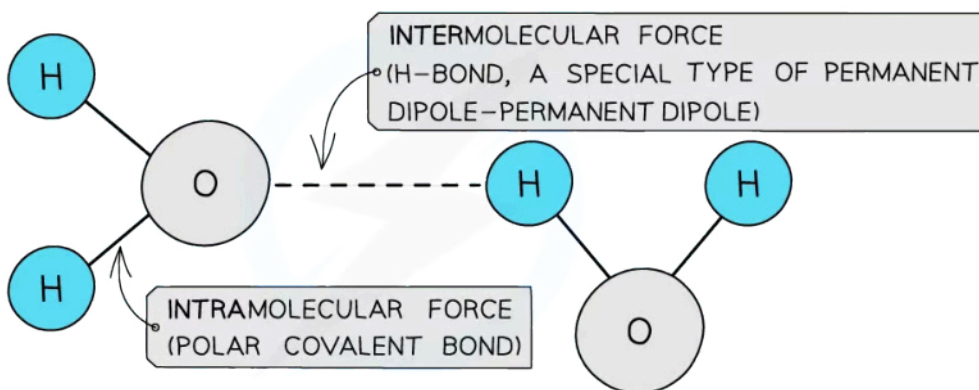 INTERMOLECULAR FORCE
(H-BOND, A SPECIAL TYPE OF PERMANENT
DIPOLE-PERMANENT DIPOLE)
H
O
H
H
H
INTRAMOLECULAR FORCE
(POLAR COVALENT BOND)
O